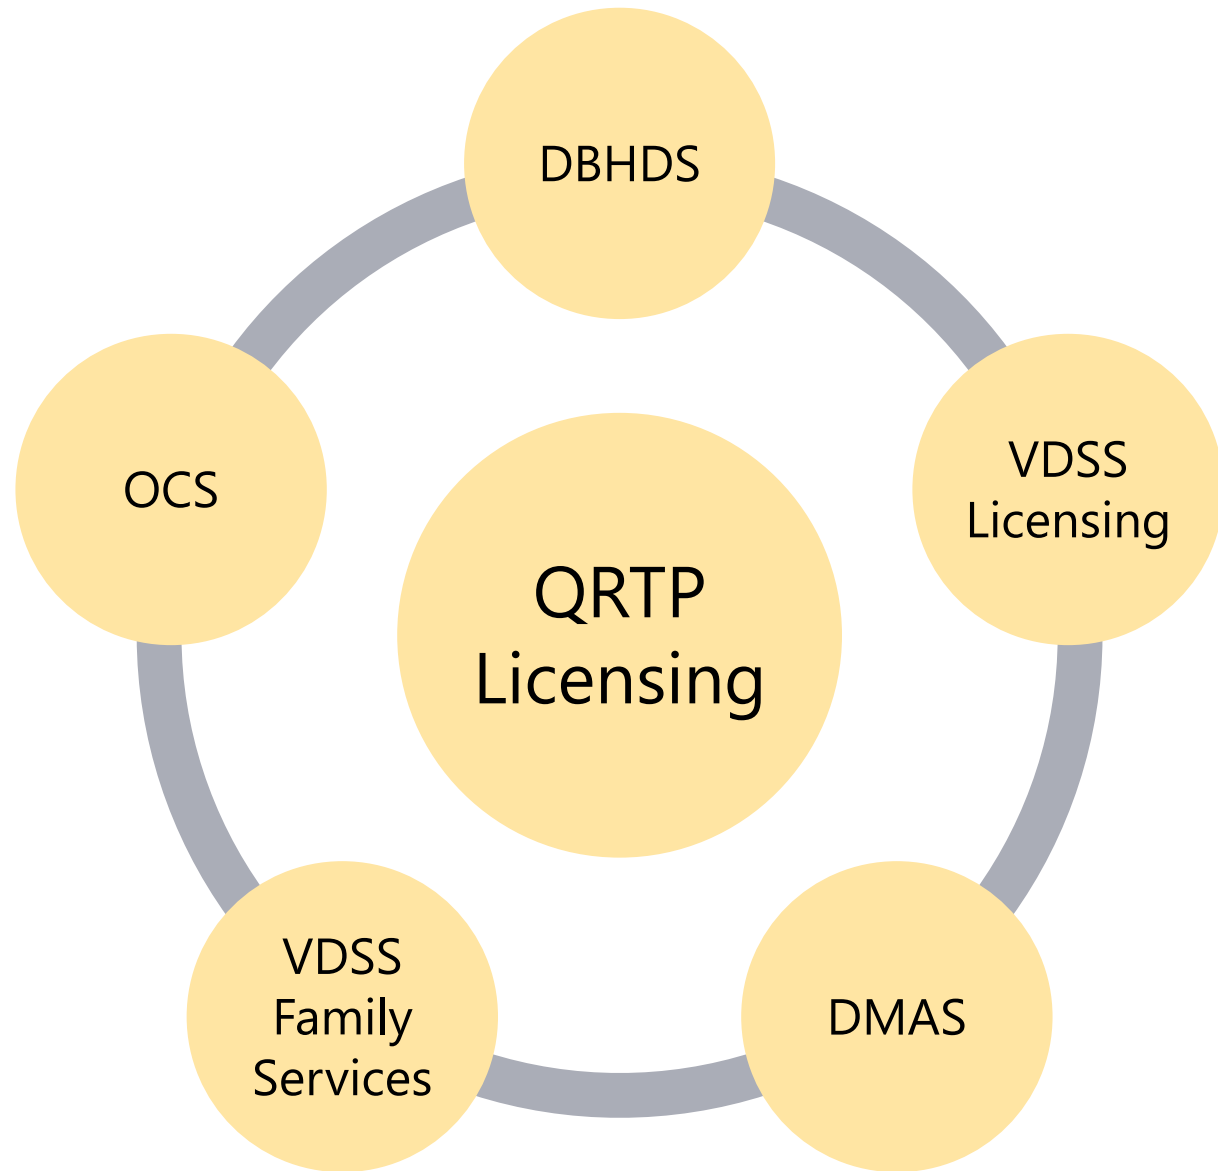 DBHDS
OCS
VDSS
Licensing
QRTP
Licensing
VDSS
Family
Services
DMAS